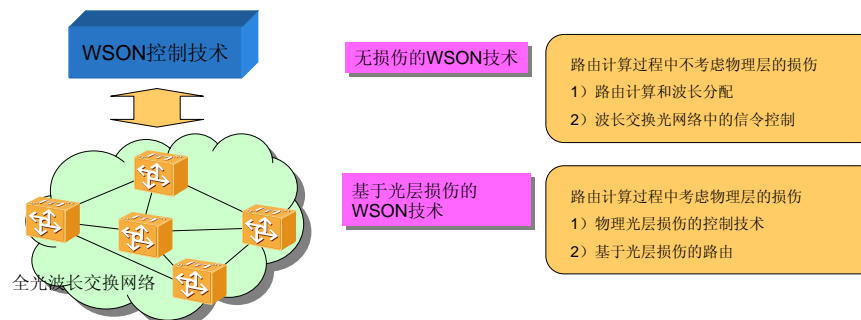 WSON控制技术
全光波长交换网络
无损伤的WSON技术
路由计算过程中不考虑物理层的损伤
1）路由计算和波长分配
2）波长交换光网络中的信令控制
基于光层损伤的
WSON技术
路由计算过程中考虑物理层的损伤
1）物理光层损伤的控制技术
2）基于光层损伤的路由